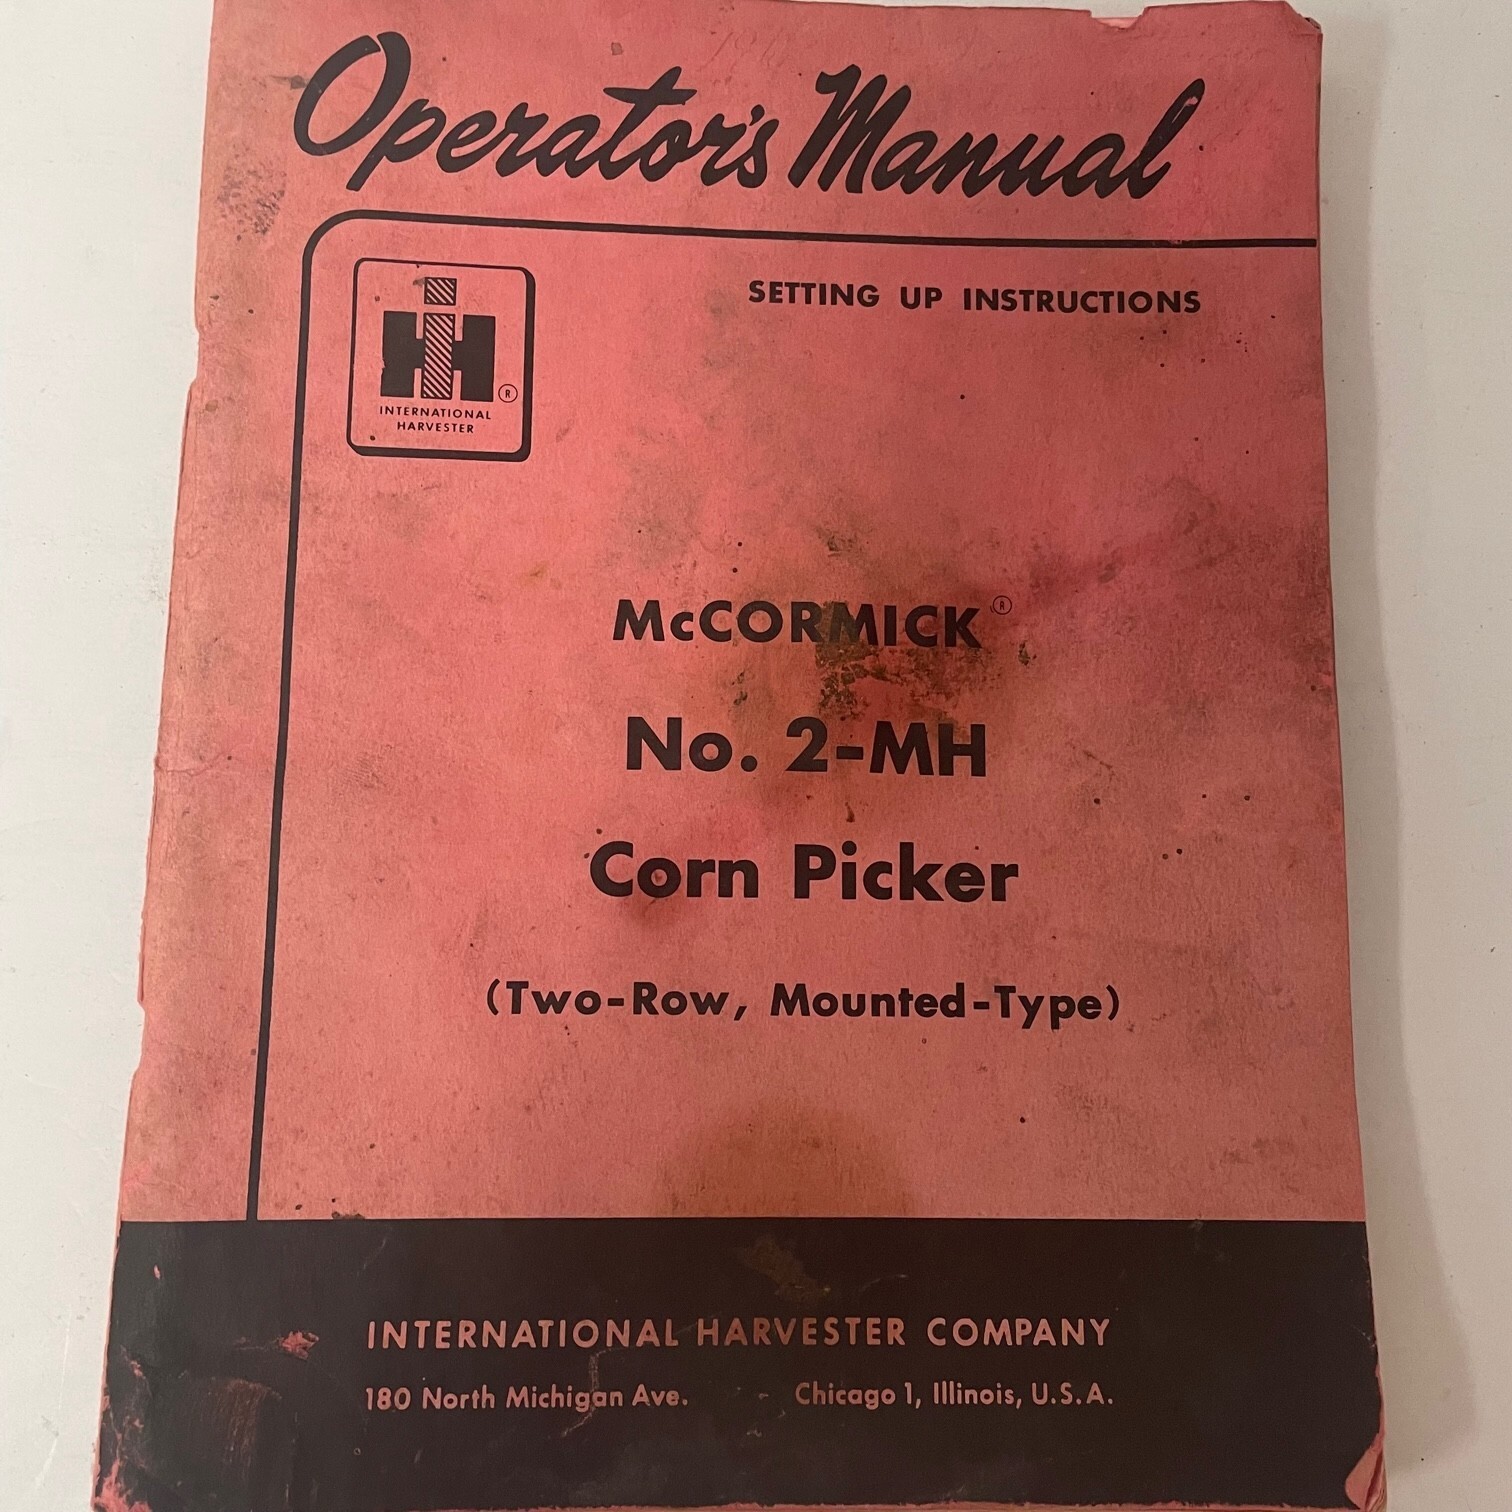 Operator's Manual
SETTING UP INSTRUCTIONS
IH ®
INTERNATIONAL
HARVESTER
McCORMICK®
No. 2-MH
Corn Picker
(Two-Row, Mounted-Type)
INTERNATIONAL HARVESTER COMPANY
180 North Michigan Ave. - Chicago 1, Illinois, U.S.A.